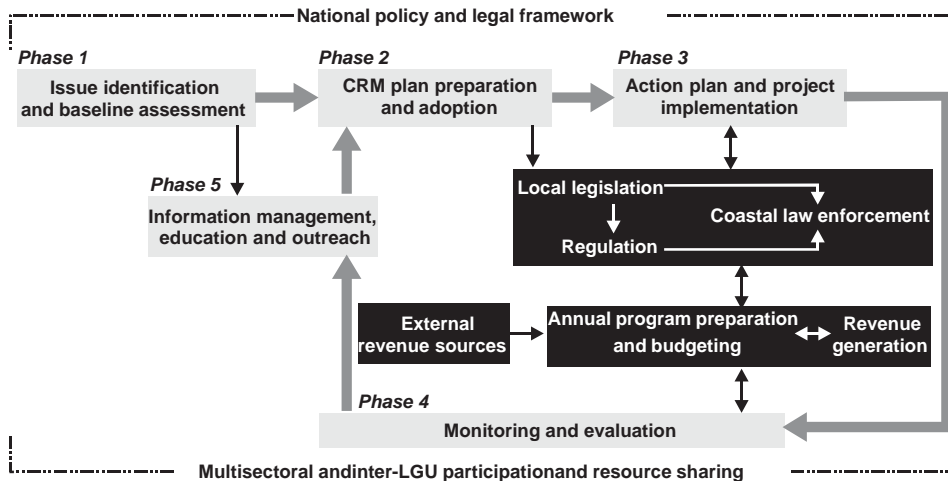 National policy and legal framework
Phase 1
Issue identification
and baseline assessment
Phase 2
CRM plan preparation
and adoption
Phase 3
Action plan and project
implementation
Phase 5
Information management,
education and outreach
Local legislation
Coastal law enforcement
Regulation
External
revenue sources
Annual program preparation
and budgeting
Revenue
generation
Phase 4
Monitoring and evaluation
Multisectoral andinter-LGU participationand resource sharing